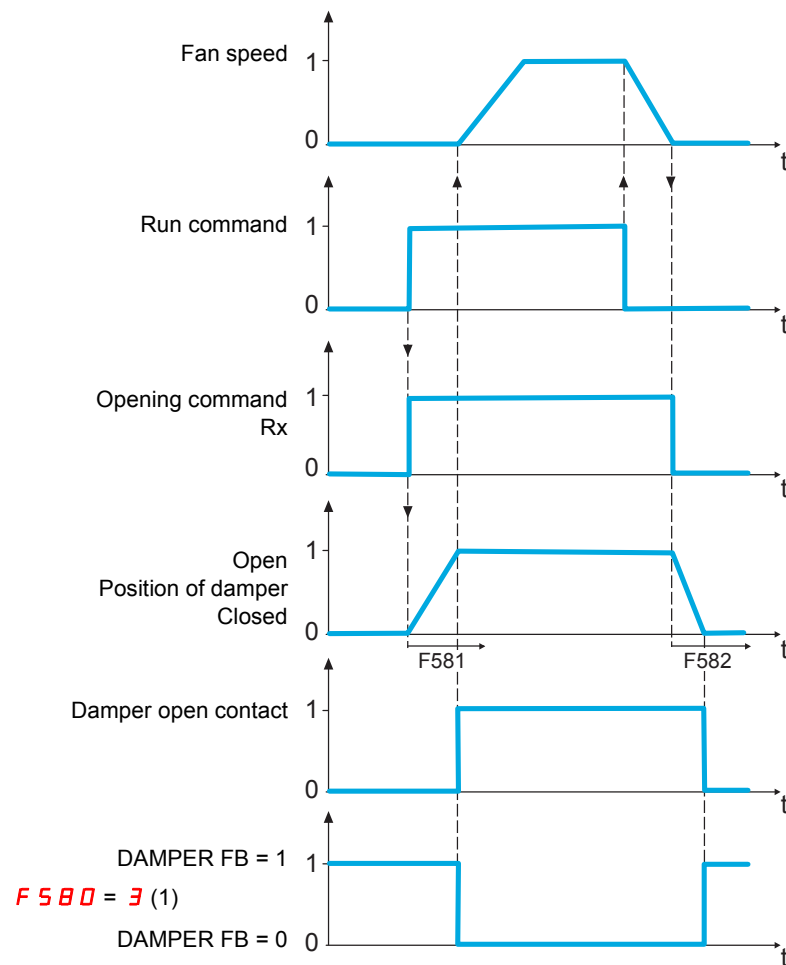 Fan speed
1
0
t
Run command
1
0
t
Opening command
Rx
1
0
t
Open
Position of damper
Closed
1
0
t
F581
F582
Damper open contact
1
0
t
DAMPER FB = 1
1
F580 = 3 (1)
DAMPER FB = 0
0
t